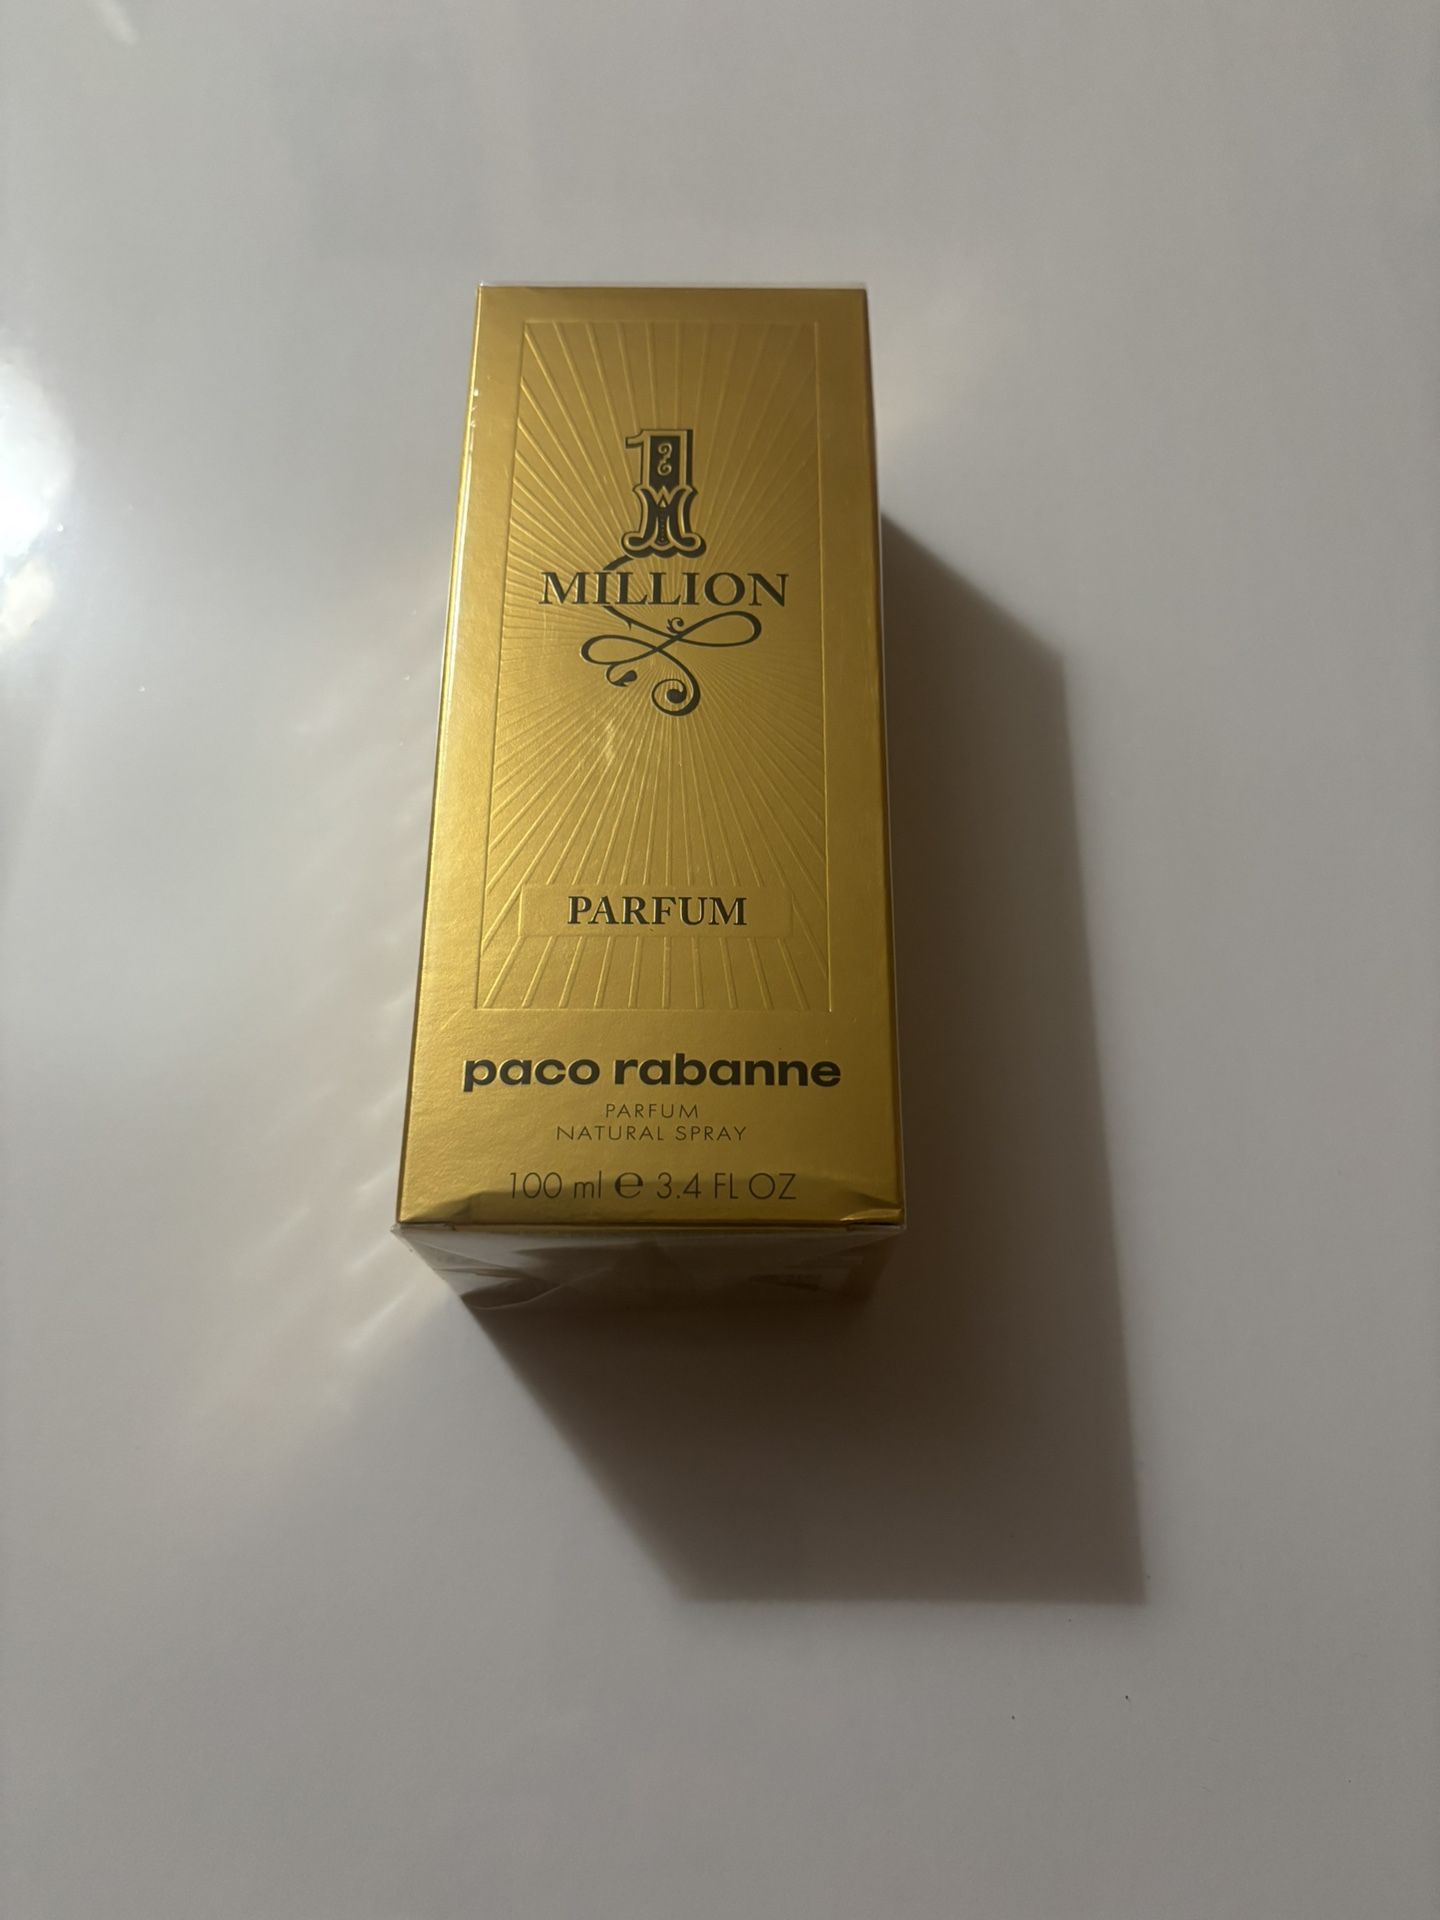 1
MILLION
PARFUM
paco rabanne
PARFUM
NATURAL SPRAY
100 ml ℮ 3.4 FL OZ